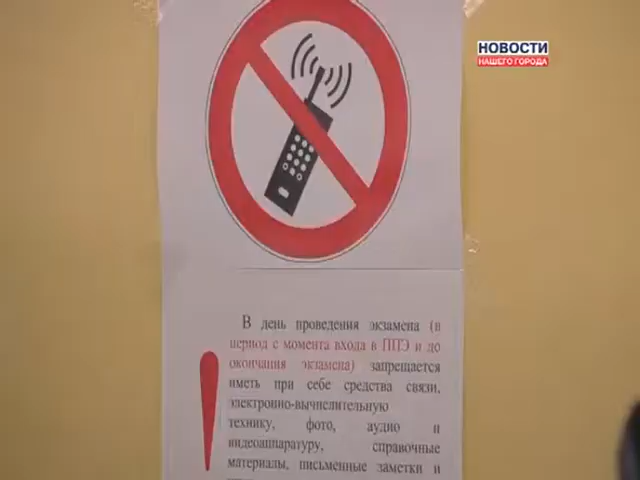 НОВОСТИ
НАШЕГО ГОРОДА
В день проведения экзамена (в
период с момента входа в ППЭ и до
окончания экзамена) запрещается
иметь при себе средства связи,
электронно-вычислительную
технику, фото, аудио и
видеоаппаратуру, справочные
материалы, письменные заметки и